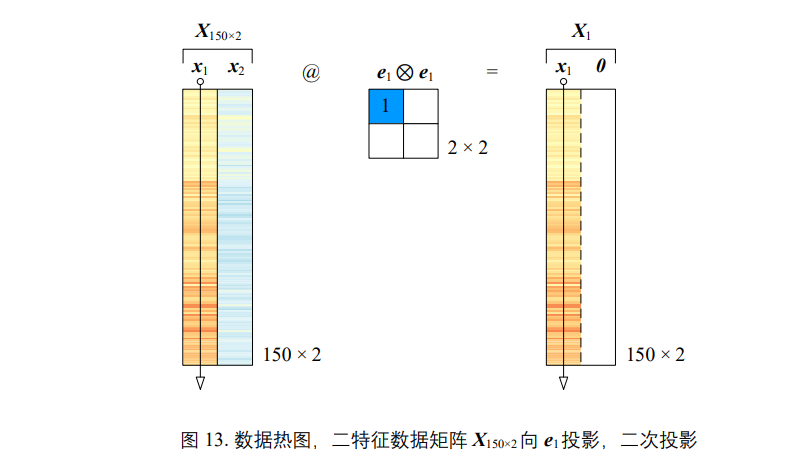 X150×2 X1
x1 x2 @ e1 ⊗ e1 = x1 0
1
2 × 2
150 × 2 150 × 2
图 13. 数据热图，二特征数据矩阵 X150×2 向 e1 投影，二次投影